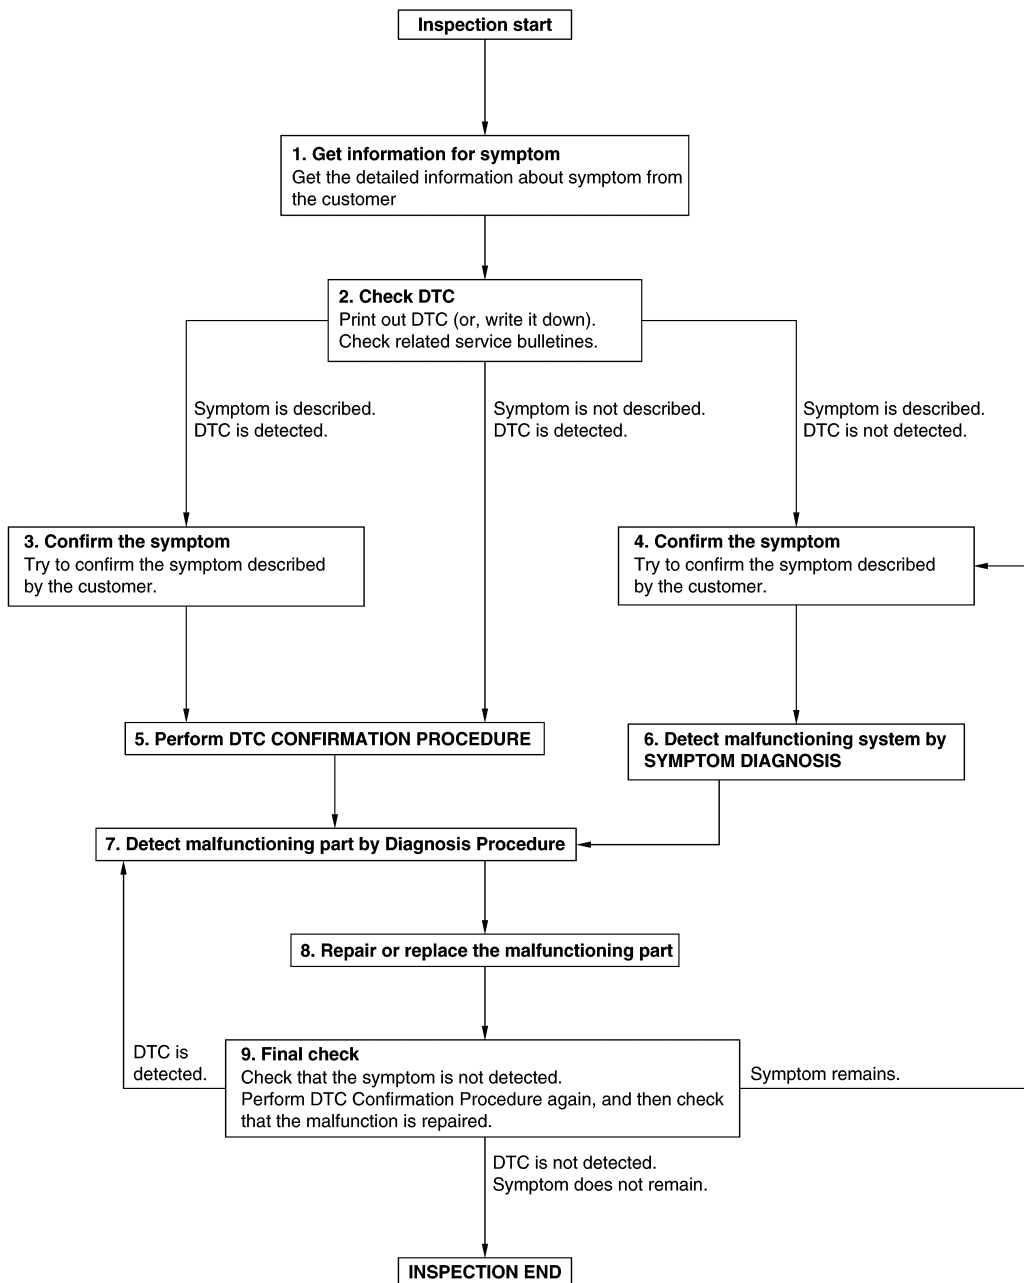 Inspection start
1. Get information for symptom
Get the detailed information about symptom from
the customer
2. Check DTC
Print out DTC (or, write it down).
Check related service bulletines.
Symptom is described.
DTC is detected.
Symptom is not described.
DTC is detected.
Symptom is described.
DTC is not detected.
3. Confirm the symptom
Try to confirm the symptom described
by the customer.
4. Confirm the symptom
Try to confirm the symptom described
by the customer.
5. Perform DTC CONFIRMATION PROCEDURE
6. Detect malfunctioning system by
SYMPTOM DIAGNOSIS
7. Detect malfunctioning part by Diagnosis Procedure
8. Repair or replace the malfunctioning part
DTC is
detected.
9. Final check
Check that the symptom is not detected.
Perform DTC Confirmation Procedure again, and then check
that the malfunction is repaired.
Symptom remains.
DTC is not detected.
Symptom does not remain.
INSPECTION END